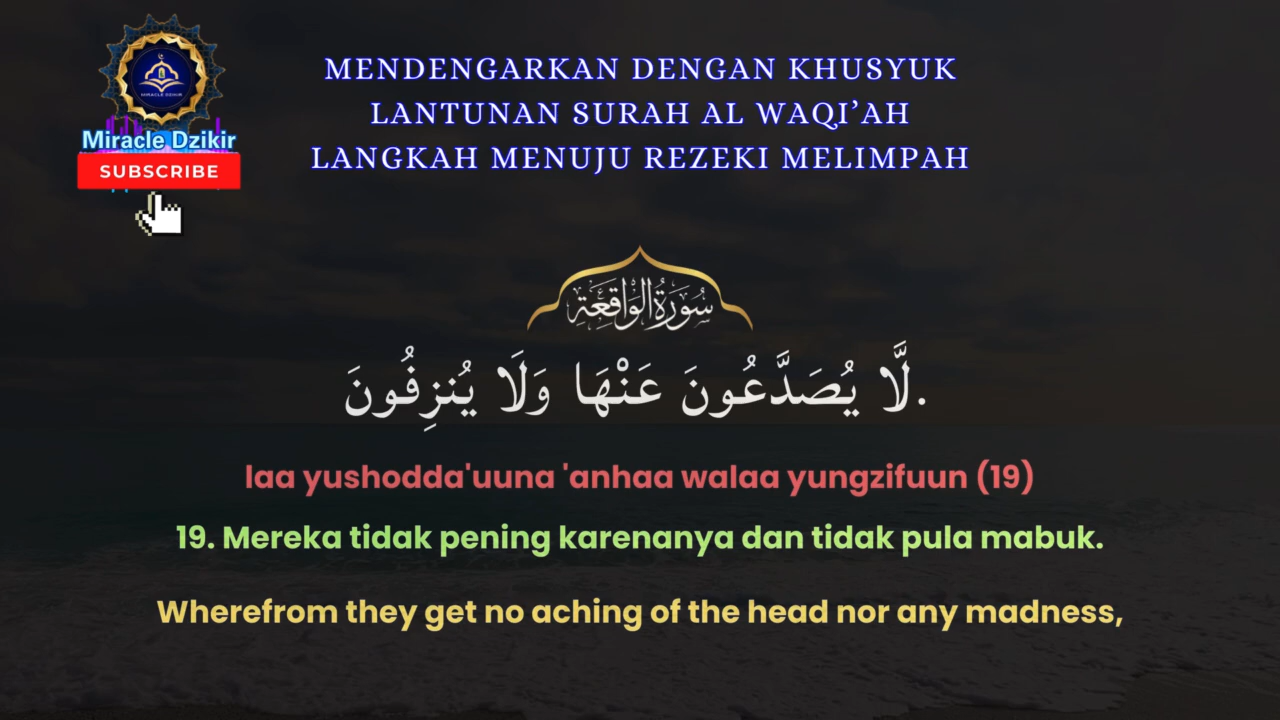 MENDENGARKAN DENGAN KHUSYUK
LANTUNAN SURAH AL WAQI’AH
LANGKAH MENUJU REZEKI MELIMPAH
MIRACLE DZIKIR
Miracle Dzikir
SUBSCRIBE
سُورَةُ الوَاقِعَةِ
لَّا يُصَدَّعُونَ عَنْهَا وَلَا يُنزِفُونَ.
laa yushodda'uuna 'anhaa walaa yungzifuun (19)
19. Mereka tidak pening karenanya dan tidak pula mabuk.
Wherefrom they get no aching of the head nor any madness,